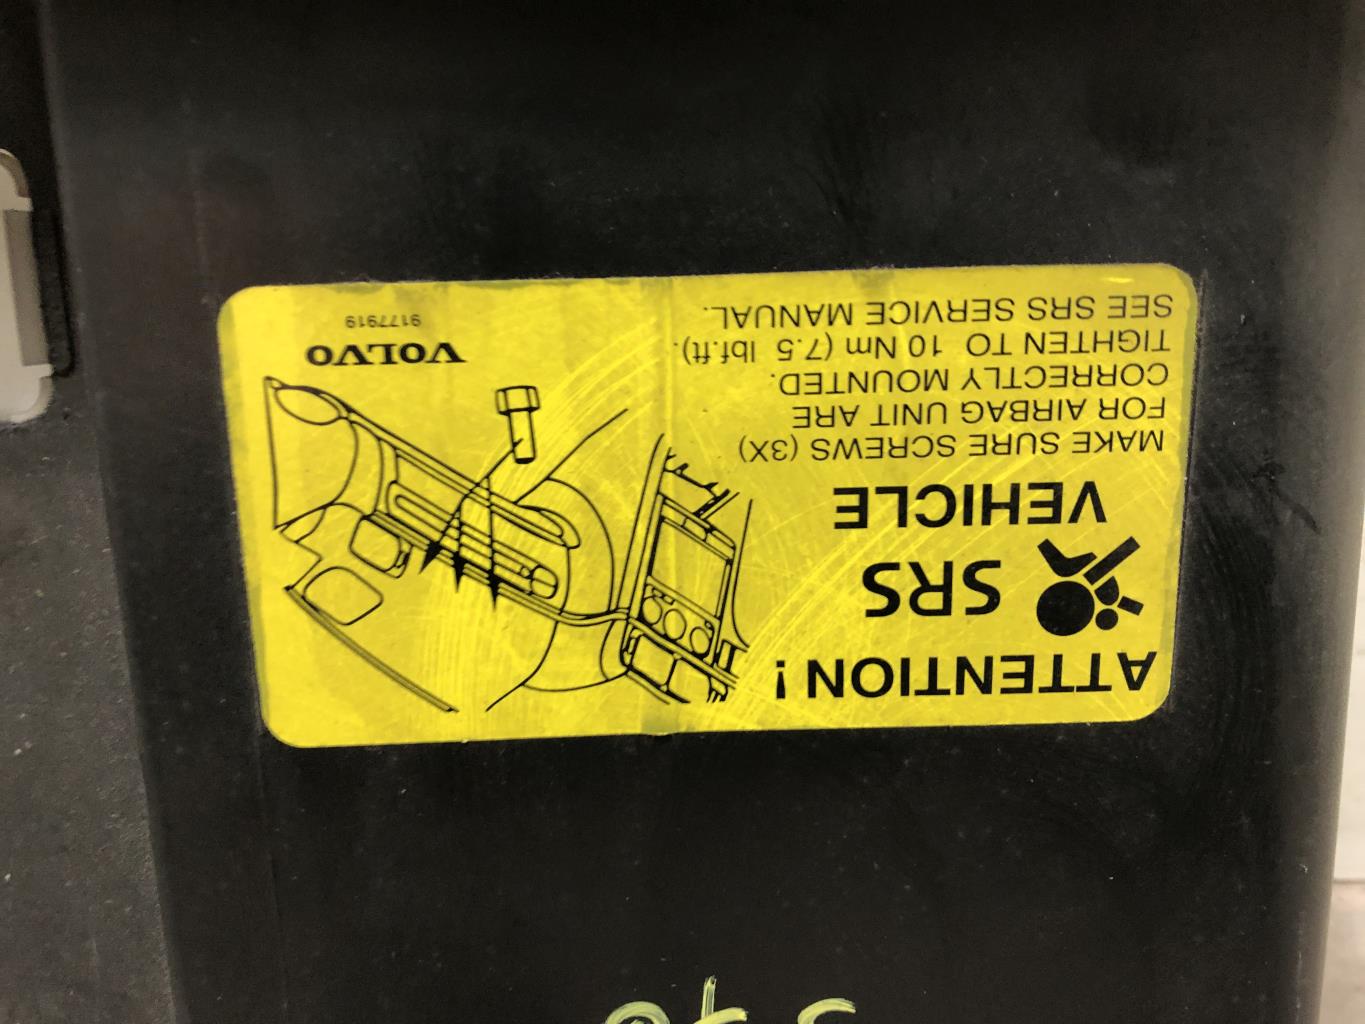 ATTENTION!
SRS
VEHICLE
MAKE SURE SCREWS (3X)
FOR AIRBAG UNIT ARE
CORRECTLY MOUNTED.
TIGHTEN TO 10 Nm (7.5 lbf.ft).
SEE SRS SERVICE MANUAL.
VOLVO
9177919